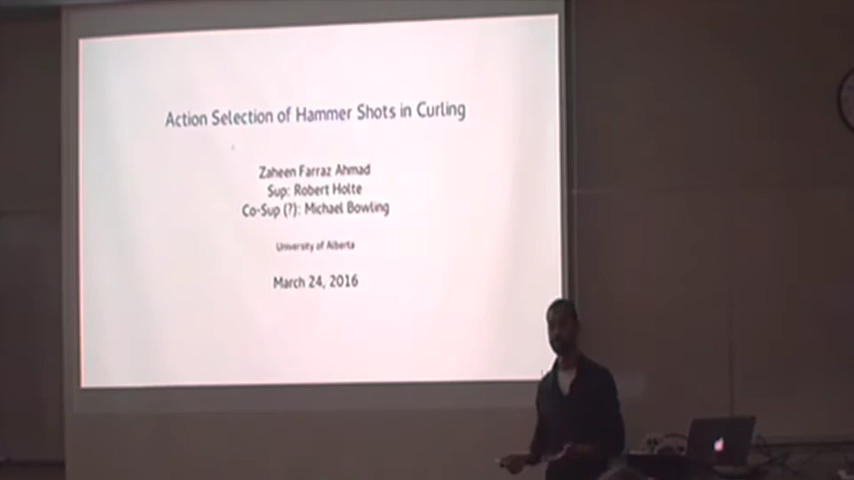 Action Selection of Hammer Shots in Curling
Zaheen Farraz Ahmad
Sup: Robert Holte
Co-Sup (?): Michael Bowling
University of Alberta
March 24, 2016